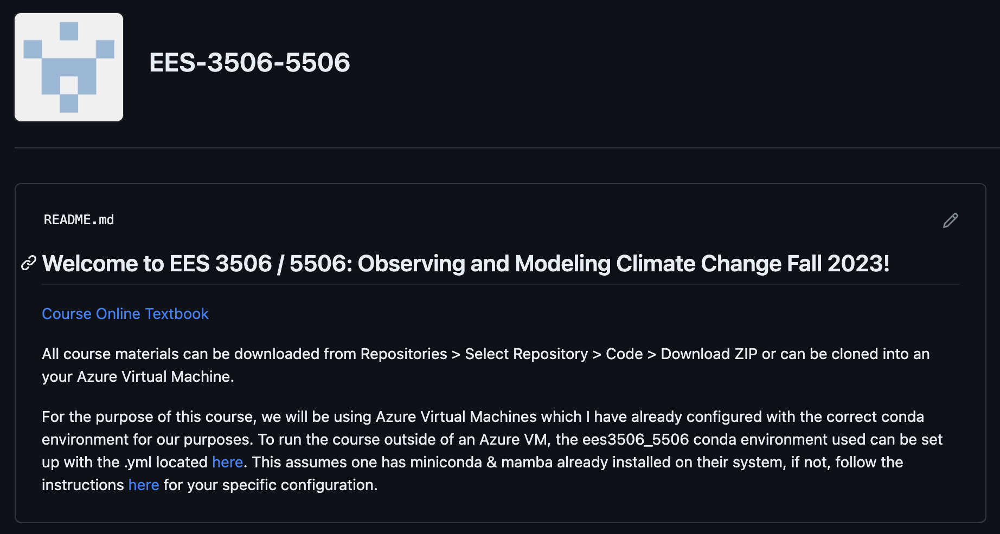 EES-3506-5506
README.md
Welcome to EES 3506 / 5506: Observing and Modeling Climate Change Fall 2023!
Course Online Textbook
All course materials can be downloaded from Repositories > Select Repository > Code > Download ZIP or can be cloned into an
your Azure Virtual Machine.
For the purpose of this course, we will be using Azure Virtual Machines which I have already configured with the correct conda
environment for our purposes. To run the course outside of an Azure VM, the ees3506_5506 conda environment used can be set
up with the .yml located here. This assumes one has miniconda & mamba already installed on their system, if not, follow the
instructions here for your specific configuration.